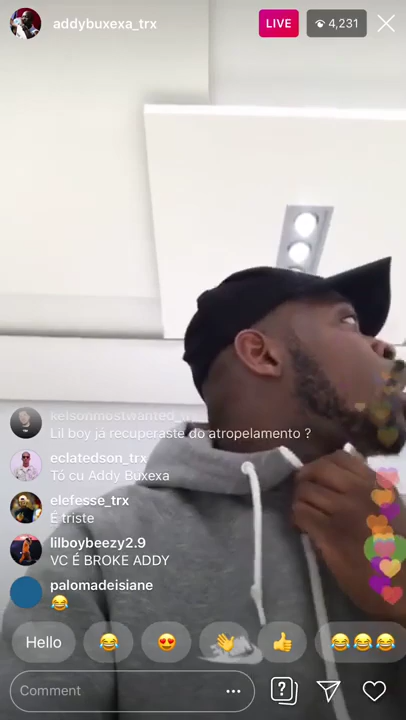 addybuxexa_trx
LIVE
4,231
kelsonmostwanted_
Lil boy já recuperaste do atropelamento ?
eclatedson_trx
Tó cu Addy Buxexa
elefesse_trx
É triste
lilboybeezy2.9
VC É BROKE ADDY
palomadeisiane
😂
Hello 😂 😍 👋 👍 😂😂😂
Comment